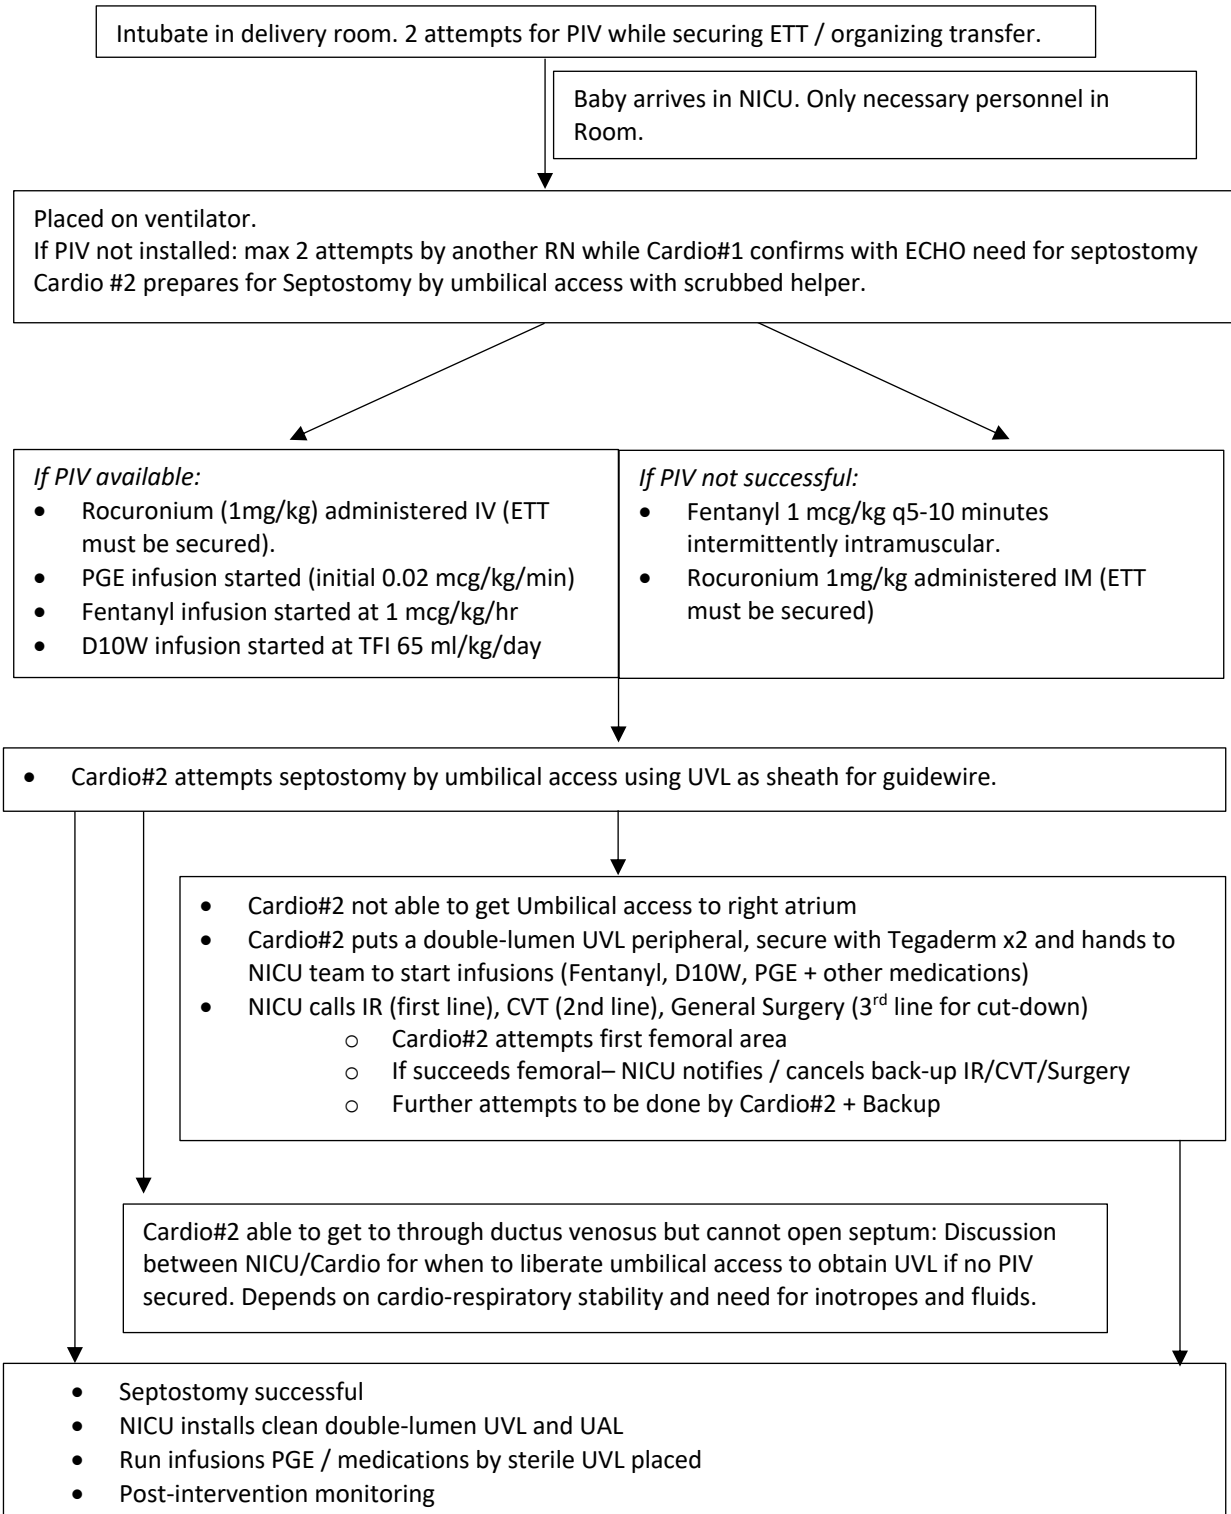 Intubate in delivery room. 2 attempts for PIV while securing ETT / organizing transfer.
Baby arrives in NICU. Only necessary personnel in
Room.
Placed on ventilator.
If PIV not installed: max 2 attempts by another RN while Cardio#1 confirms with ECHO need for septostomy
Cardio #2 prepares for Septostomy by umbilical access with scrubbed helper.
If PIV available:
• Rocuronium (1mg/kg) administered IV (ETT
must be secured).
• PGE infusion started (initial 0.02 mcg/kg/min)
• Fentanyl infusion started at 1 mcg/kg/hr
• D10W infusion started at TFI 65 ml/kg/day
If PIV not successful:
• Fentanyl 1 mcg/kg q5-10 minutes
intermittently intramuscular.
• Rocuronium 1mg/kg administered IM (ETT
must be secured)
• Cardio#2 attempts septostomy by umbilical access using UVL as sheath for guidewire.
• Cardio#2 not able to get Umbilical access to right atrium
• Cardio#2 puts a double-lumen UVL peripheral, secure with Tegaderm x2 and hands to
NICU team to start infusions (Fentanyl, D10W, PGE + other medications)
• NICU calls IR (first line), CVT (2nd line), General Surgery (3rd line for cut-down)
o Cardio#2 attempts first femoral area
o If succeeds femoral– NICU notifies / cancels back-up IR/CVT/Surgery
o Further attempts to be done by Cardio#2 + Backup
Cardio#2 able to get to through ductus venosus but cannot open septum: Discussion
between NICU/Cardio for when to liberate umbilical access to obtain UVL if no PIV
secured. Depends on cardio-respiratory stability and need for inotropes and fluids.
• Septostomy successful
• NICU installs clean double-lumen UVL and UAL
• Run infusions PGE / medications by sterile UVL placed
• Post-intervention monitoring